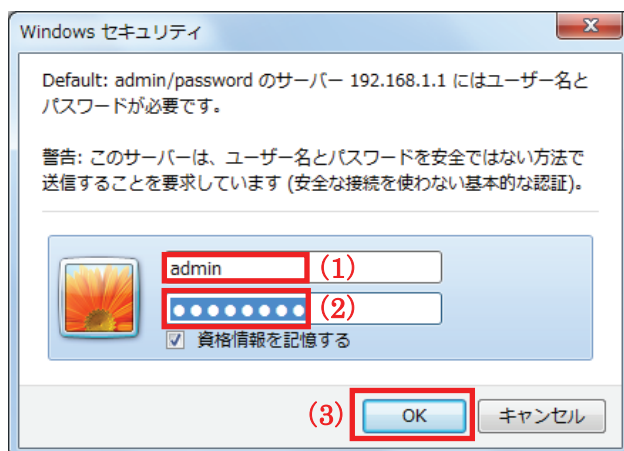 Windows セキュリティ
Default: admin/password のサーバー 192.168.1.1 にはユーザー名と
パスワードが必要です。
警告: このサーバーは、ユーザー名とパスワードを安全ではない方法で
送信することを要求しています (安全な接続を使わない基本的な認証)。
admin (1)
●●●●●●●● (2)
資格情報を記憶する
(3) OK キャンセル